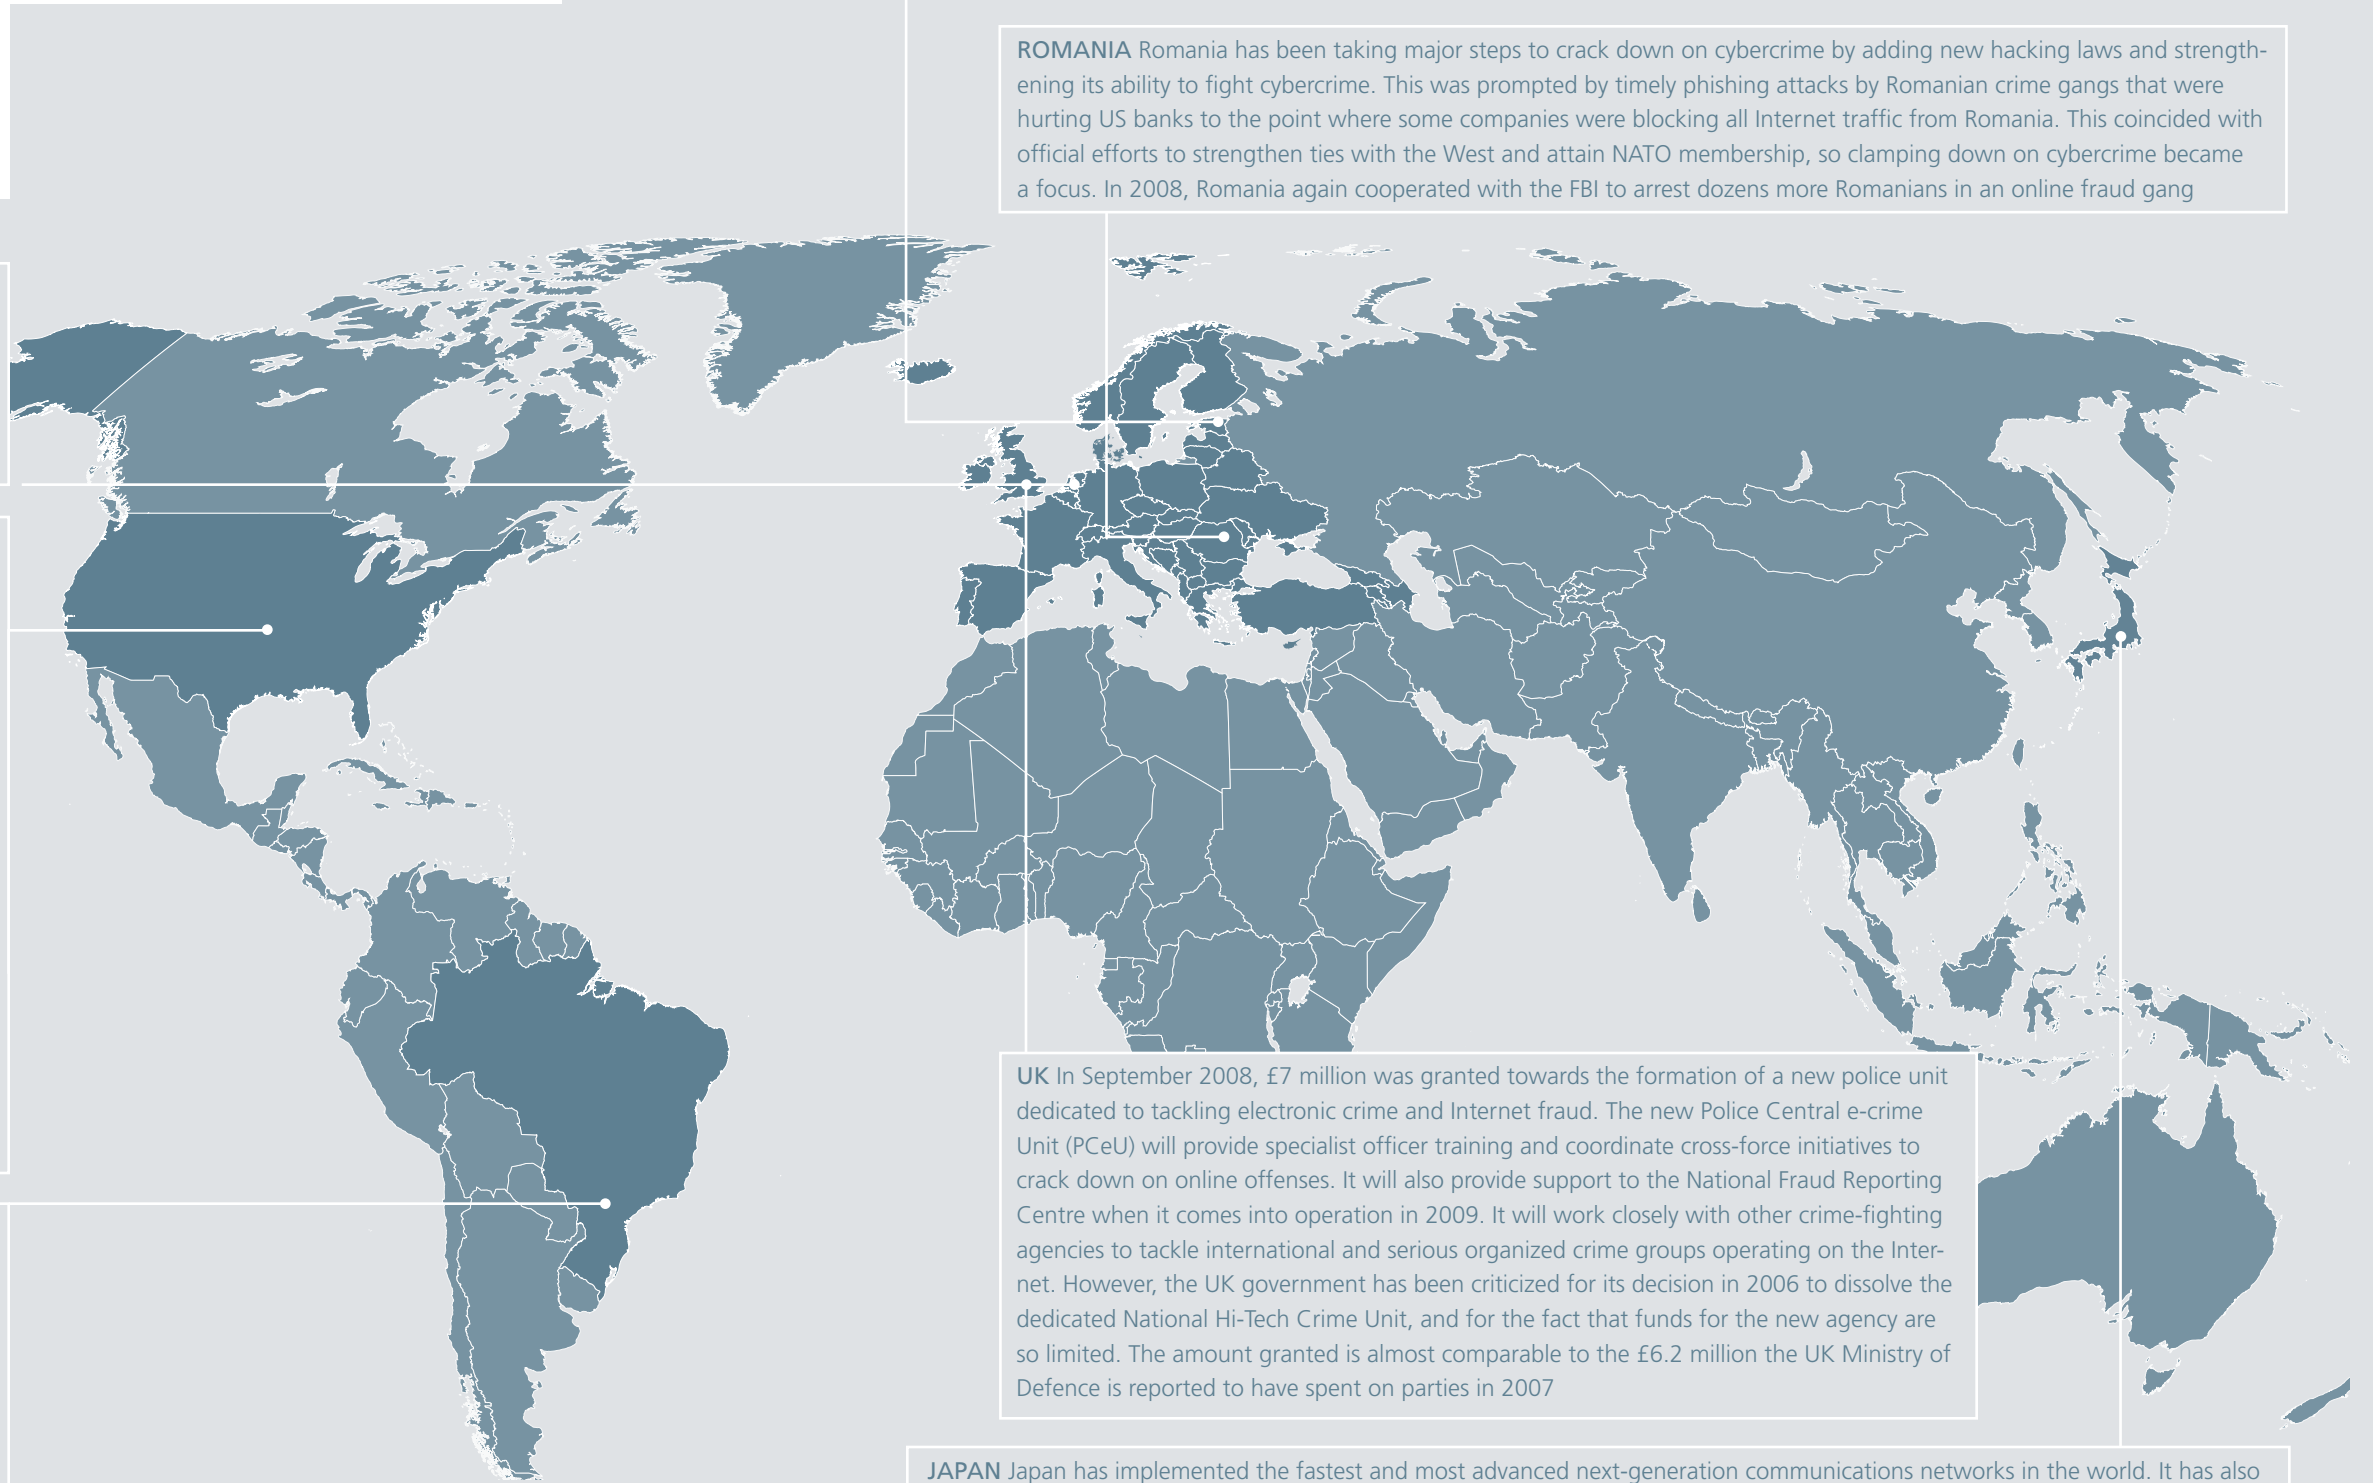 ROMANIA Romania has been taking major steps to crack down on cybercrime by adding new hacking laws and strength-
ening its ability to fight cybercrime. This was prompted by timely phishing attacks by Romanian crime gangs that were
hurting US banks to the point where some companies were blocking all Internet traffic from Romania. This coincided with
official efforts to strengthen ties with the West and attain NATO membership, so clamping down on cybercrime became
a focus. In 2008, Romania again cooperated with the FBI to arrest dozens more Romanians in an online fraud gang
UK In September 2008, £7 million was granted towards the formation of a new police unit
dedicated to tackling electronic crime and Internet fraud. The new Police Central e-crime
Unit (PCeU) will provide specialist officer training and coordinate cross-force initiatives to
crack down on online offenses. It will also provide support to the National Fraud Reporting
Centre when it comes into operation in 2009. It will work closely with other crime-fighting
agencies to tackle international and serious organized crime groups operating on the Inter-
net. However, the UK government has been criticized for its decision in 2006 to dissolve the
dedicated National Hi-Tech Crime Unit, and for the fact that funds for the new agency are
so limited. The amount granted is almost comparable to the £6.2 million the UK Ministry of
Defence is reported to have spent on parties in 2007
JAPAN Japan has implemented the fastest and most advanced next-generation communications networks in the world. It has also